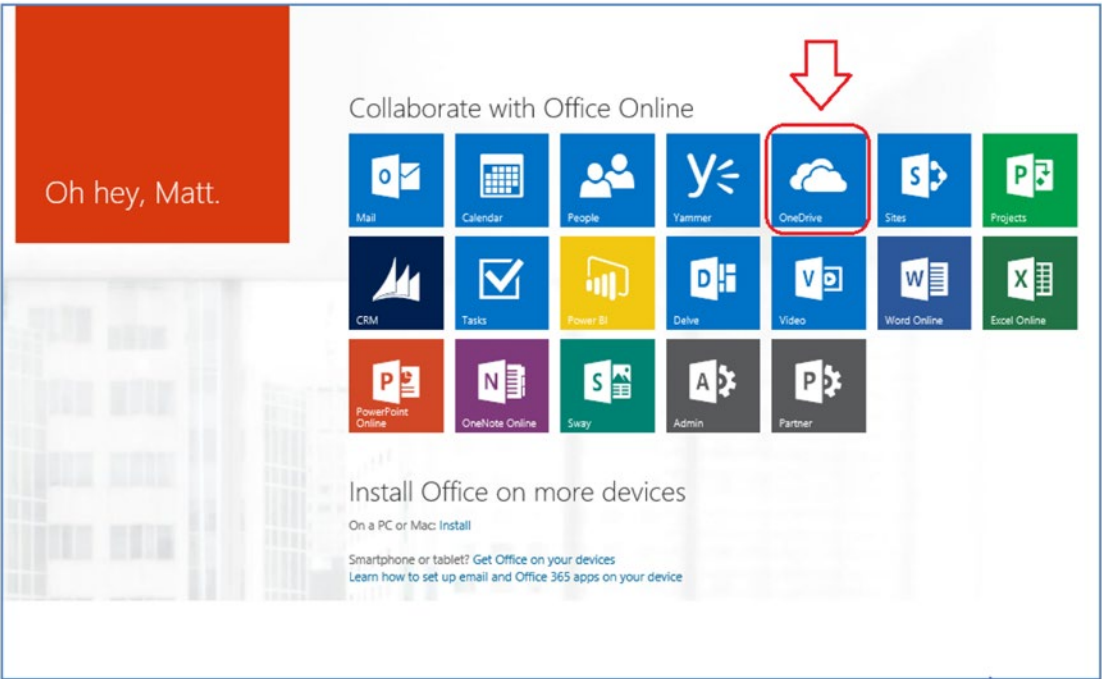 Oh hey, Matt.
Collaborate with Office Online
Mail
Calendar
People
Yammer
OneDrive
Sites
Projects
CRM
Tasks
Power BI
Delve
Video
Word Online
Excel Online
PowerPoint
Online
OneNote Online
Sway
Admin
Partner
Install Office on more devices
On a PC or Mac: Install
Smartphone or tablet? Get Office on your devices
Learn how to set up email and Office 365 apps on your device